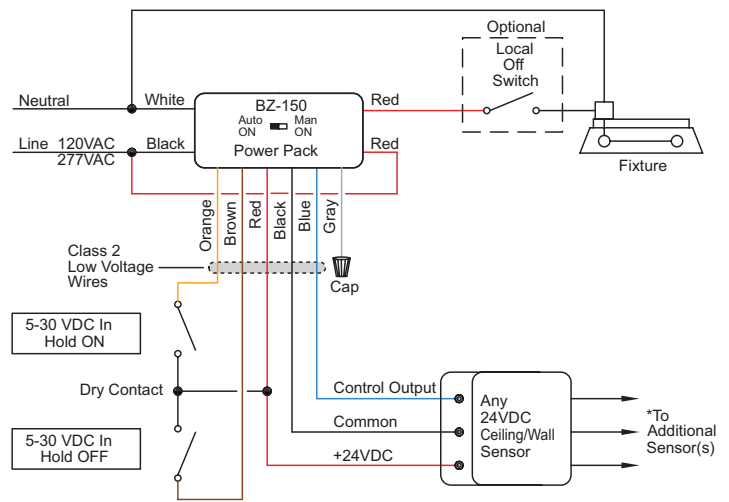 Optional
Local
Off
Switch
Neutral
White
BZ-150
Auto
ON
Man
ON
Power Pack
Red
Line 120VAC
277VAC
Black
Red
Fixture
Orange
Brown
Red
Black
Blue
Gray
Class 2
Low Voltage
Wires
Cap
5-30 VDC In
Hold ON
Dry Contact
5-30 VDC In
Hold OFF
Control Output
Common
+24VDC
Any
24VDC
Ceiling/Wall
Sensor
*To
Additional
Sensor(s)